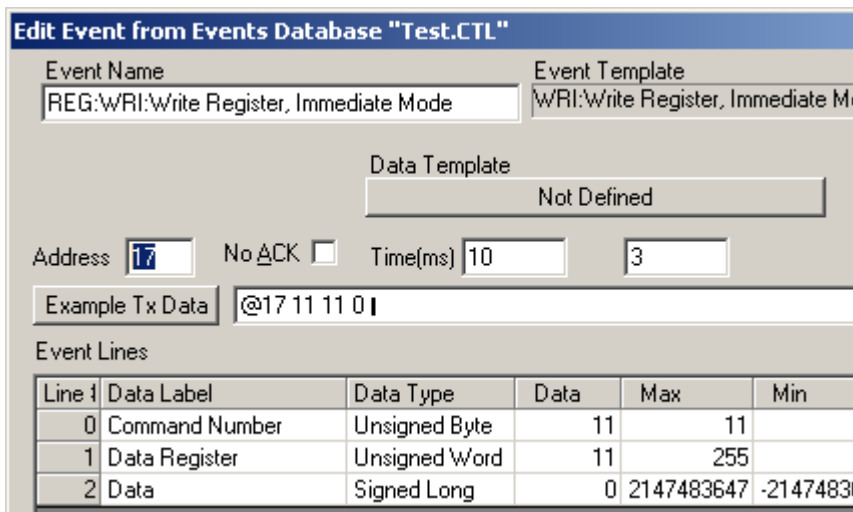 Edit Event from Events Database "Test.CTL"
Event Name Event Template
REG:WRI:Write Register, Immediate Mode WRI:Write Register, Immediate
Data Template
Not Defined
Address 17 No ACK Time(ms) 10 3
Example Tx Data @17 11 11 0
Event Lines
Line Data Label Data Type Data Max Min
0 Command Number Unsigned Byte 11 11
1 Data Register Unsigned Word 11 255
2 Data Signed Long 0 2147483647